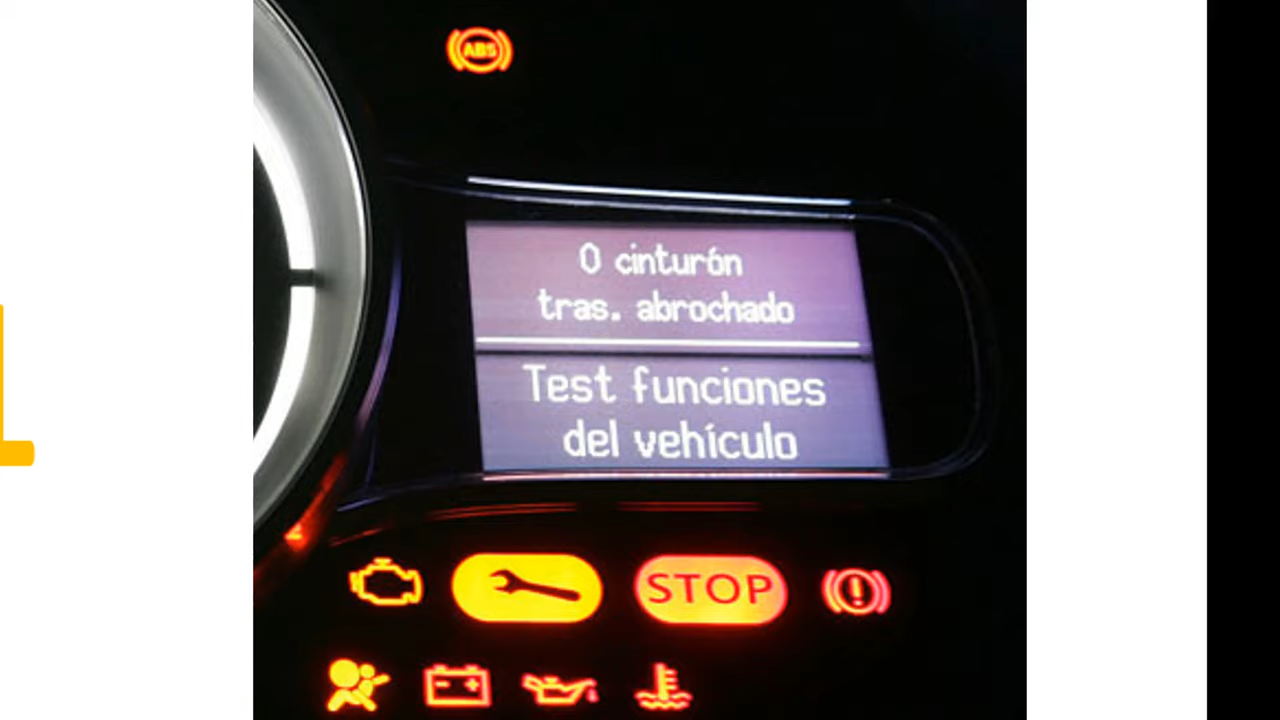 ABS
0 cinturón
tras. abrochado
Test funciones
del vehículo
STOP